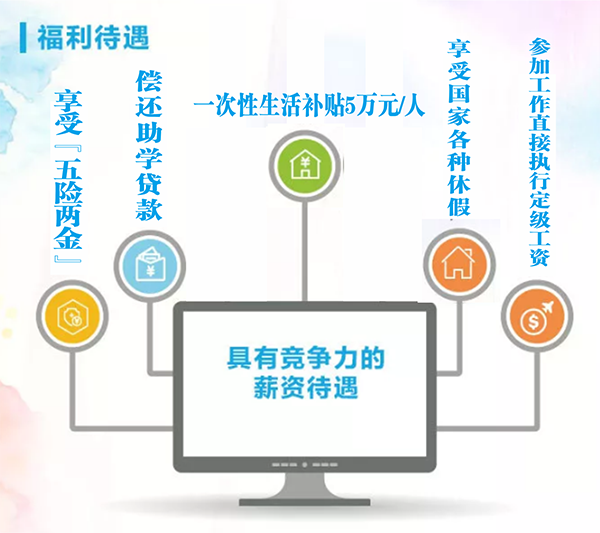 福利待遇
享受『五险两金』
偿还助学贷款
一次性生活补贴5万元/人
享受国家各种休假
参加工作直接执行定级工资
具有竞争力的
薪资待遇